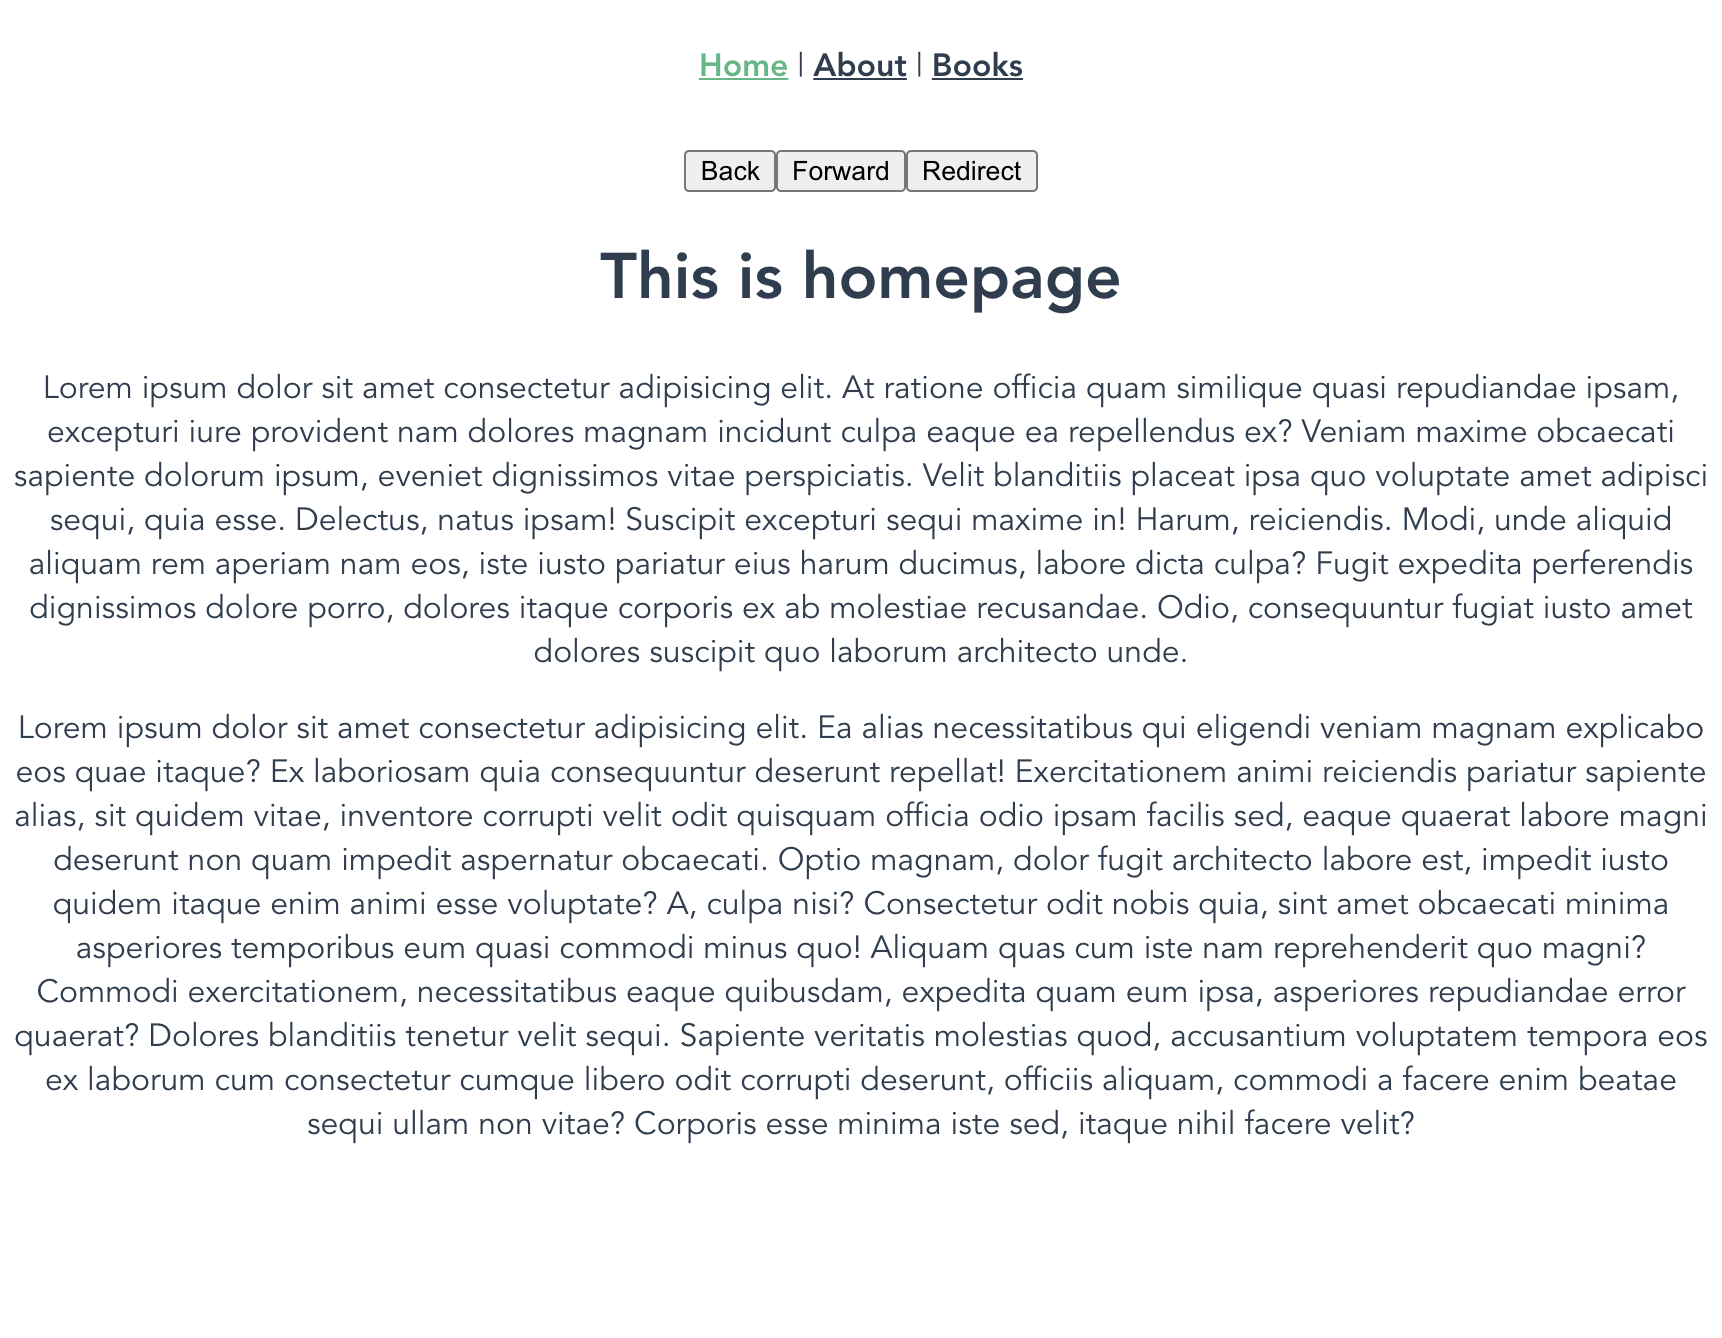 Home | About | Books
Back Forward Redirect
This is homepage
Lorem ipsum dolor sit amet consectetur adipisicing elit. At ratione officia quam similique quasi repudiandae ipsam,
excepturi iure provident nam dolores magnam incidunt culpa eaque ea repellendus ex? Veniam maxime obcaecati
sapiente dolorum ipsum, eveniet dignissimos vitae perspiciatis. Velit blanditiis placeat ipsa quo voluptate amet adipisci
sequi, quia esse. Delectus, natus ipsam! Suscipit excepturi sequi maxime in! Harum, reiciendis. Modi, unde aliquid
aliquam rem aperiam nam eos, iste iusto pariatur eius harum ducimus, labore dicta culpa? Fugit expedita perferendis
dignissimos dolore porro, dolores itaque corporis ex ab molestiae recusandae. Odio, consequuntur fugiat iusto amet
dolores suscipit quo laborum architecto unde.
Lorem ipsum dolor sit amet consectetur adipisicing elit. Ea alias necessitatibus qui eligendi veniam magnam explicabo
eos quae itaque? Ex laboriosam quia consequuntur deserunt repellat! Exercitationem animi reiciendis pariatur sapiente
alias, sit quidem vitae, inventore corrupti velit odit quisquam officia odio ipsam facilis sed, eaque quaerat labore magni
deserunt non quam impedit aspernatur obcaecati. Optio magnam, dolor fugit architecto labore est, impedit iusto
quidem itaque enim animi esse voluptate? A, culpa nisi? Consectetur odit nobis quia, sint amet obcaecati minima
asperiores temporibus eum quasi commodi minus quo! Aliquam quas cum iste nam reprehenderit quo magni?
Commodi exercitationem, necessitatibus eaque quibusdam, expedita quam eum ipsa, asperiores repudiandae error
quaerat? Dolores blanditiis tenetur velit sequi. Sapiente veritatis molestias quod, accusantium voluptatem tempora eos
ex laborum cum consectetur cumque libero odit corrupti deserunt, officiis aliquam, commodi a facere enim beatae
sequi ullam non vitae? Corporis esse minima iste sed, itaque nihil facere velit?